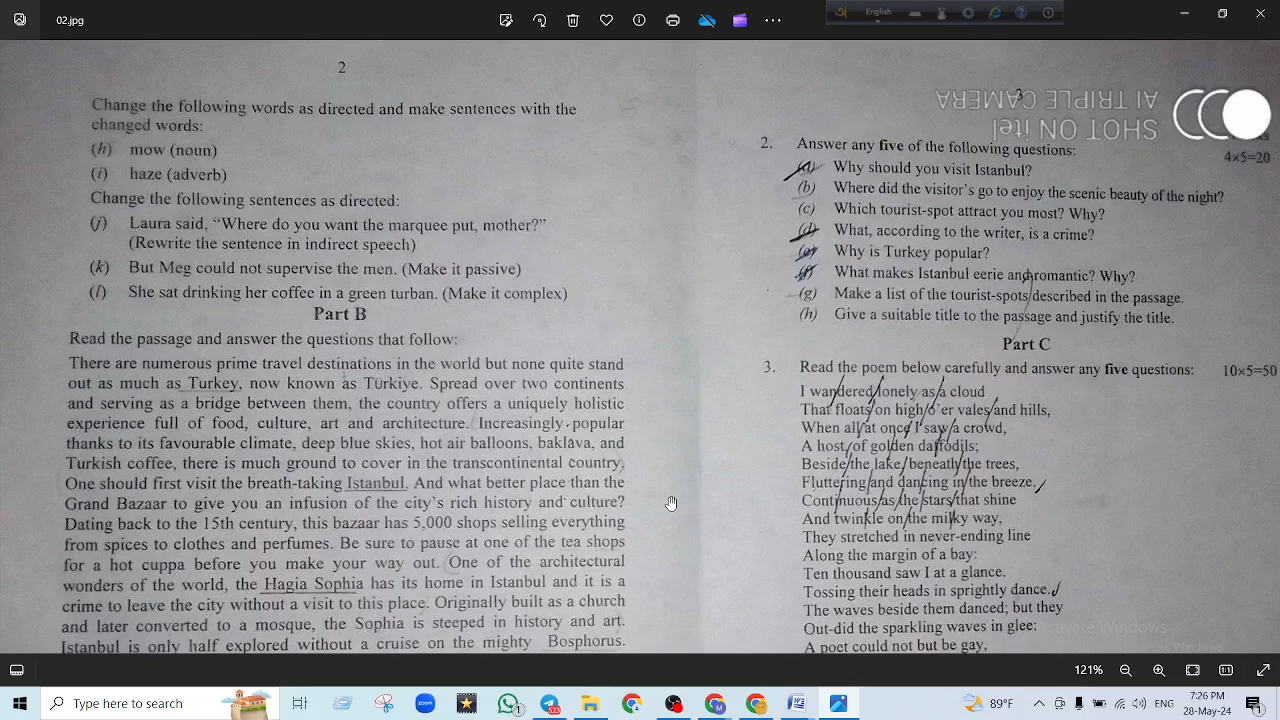 02.jpg
English
2
Change the following words as directed and make sentences with the
changed words:
(h) mow (noun)
(i) haze (adverb)
Change the following sentences as directed:
(j) Laura said, “Where do you want the marquee put, mother?”
(Rewrite the sentence in indirect speech)
(k) But Meg could not supervise the men. (Make it passive)
(l) She sat drinking her coffee in a green turban. (Make it complex)
Part B
Read the passage and answer the questions that follow:
There are numerous prime travel destinations in the world but none quite stand
out as much as Turkey, now known as Türkiye. Spread over two continents
and serving as a bridge between them, the country offers a uniquely holistic
experience full of food, culture, art and architecture. Increasingly popular
thanks to its favourable climate, deep blue skies, hot air balloons, baklava, and
Turkish coffee, there is much ground to cover in the transcontinental country.
One should first visit the breath-taking Istanbul. And what better place than the
Grand Bazaar to give you an infusion of the city's rich history and culture?
Dating back to the 15th century, this bazaar has 5,000 shops selling everything
from spices to clothes and perfumes. Be sure to pause at one of the tea shops
for a hot cuppa before you make your way out. One of the architectural
wonders of the world, the Hagia Sophia has its home in Istanbul and it is a
crime to leave the city without a visit to this place. Originally built as a church
and later converted to a mosque, the Sophia is steeped in history and art.
Istanbul is only half explored without a cruise on the mighty Bosphorus.
3
SHOT ON itel
AI TRIPLE CAMERA
2. Answer any five of the following questions:
4×5=20
(a) Why should you visit Istanbul?
(b) Where did the visitor's go to enjoy the scenic beauty of the night?
(c) Which tourist-spot attract you most? Why?
(d) What, according to the writer, is a crime?
(e) Why is Turkey popular?
(f) What makes Istanbul eerie and romantic? Why?
(g) Make a list of the tourist-spots described in the passage.
(h) Give a suitable title to the passage and justify the title.
Part C
3. Read the poem below carefully and answer any five questions: 10×5=50
I wandered lonely as a cloud
That floats on high o'er vales and hills,
When all at once I saw a crowd,
A host, of golden daffodils;
Beside the lake, beneath the trees,
Fluttering and dancing in the breeze.
Continuous as the stars that shine
And twinkle on the milky way,
They stretched in never-ending line
Along the margin of a bay:
Ten thousand saw I at a glance.
Tossing their heads in sprightly dance.
The waves beside them danced; but they
Out-did the sparkling waves in glee:
A poet could not but be gay,
Activate Windows
121%
Type here to search
zoom
523
89°F
ENG
7:26 PM
28-May-24